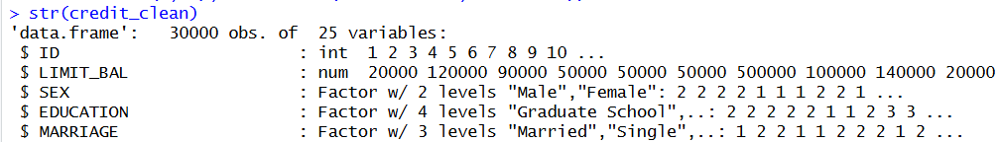 > str(credit_clean)
'data.frame':   30000 obs. of  25 variables:
 $ ID                        : int  1 2 3 4 5 6 7 8 9 10 ...
 $ LIMIT_BAL                 : num  20000 120000 90000 50000 50000 50000 500000 100000 140000 20000
 $ SEX                       : Factor w/ 2 levels "Male","Female": 2 2 2 2 1 1 1 2 2 1 ...
 $ EDUCATION                 : Factor w/ 4 levels "Graduate School",..: 2 2 2 2 2 1 1 2 3 3 ...
 $ MARRIAGE                  : Factor w/ 3 levels "Married","Single",..: 1 2 2 1 1 2 2 2 1 2 ...